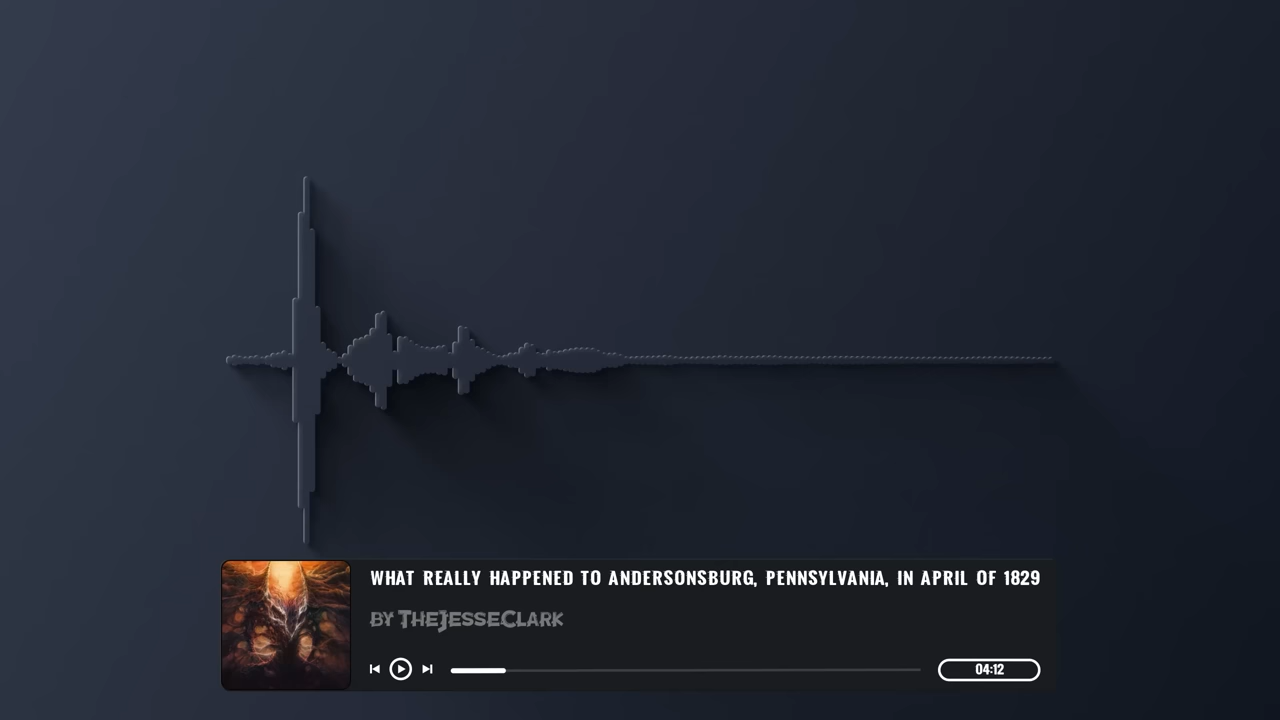 WHAT REALLY HAPPENED TO ANDERSONSBURG, PENNSYLVANIA, IN APRIL OF 1829
BY THEJESSECLARK
04:12